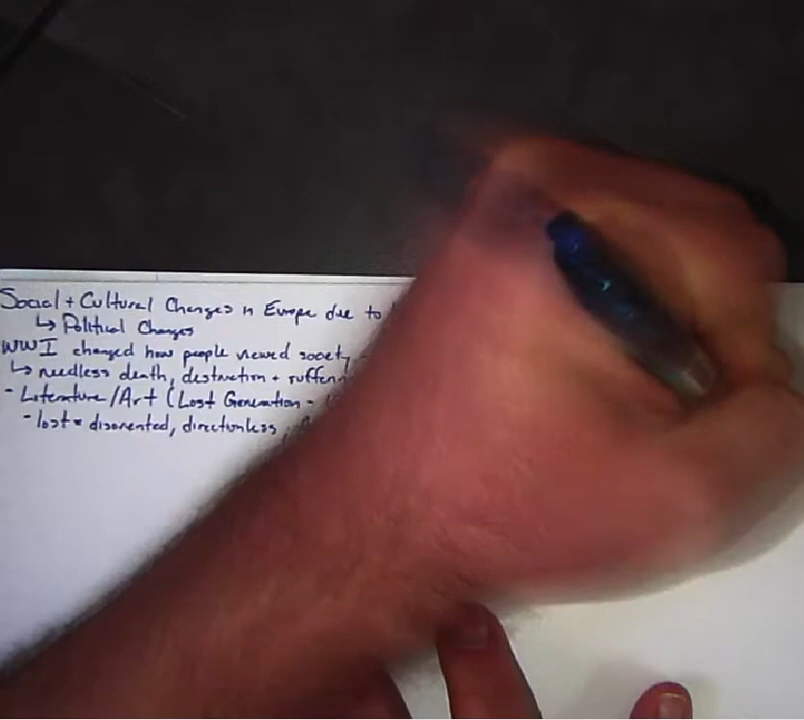 Social + Cultural Changes in Europe due to
↳ Political Changes
WWI changed how people viewed society -
↳ needless death, destruction + sufferin
- Literature/Art (Lost Generation -
- lost = disoriented, directionless,